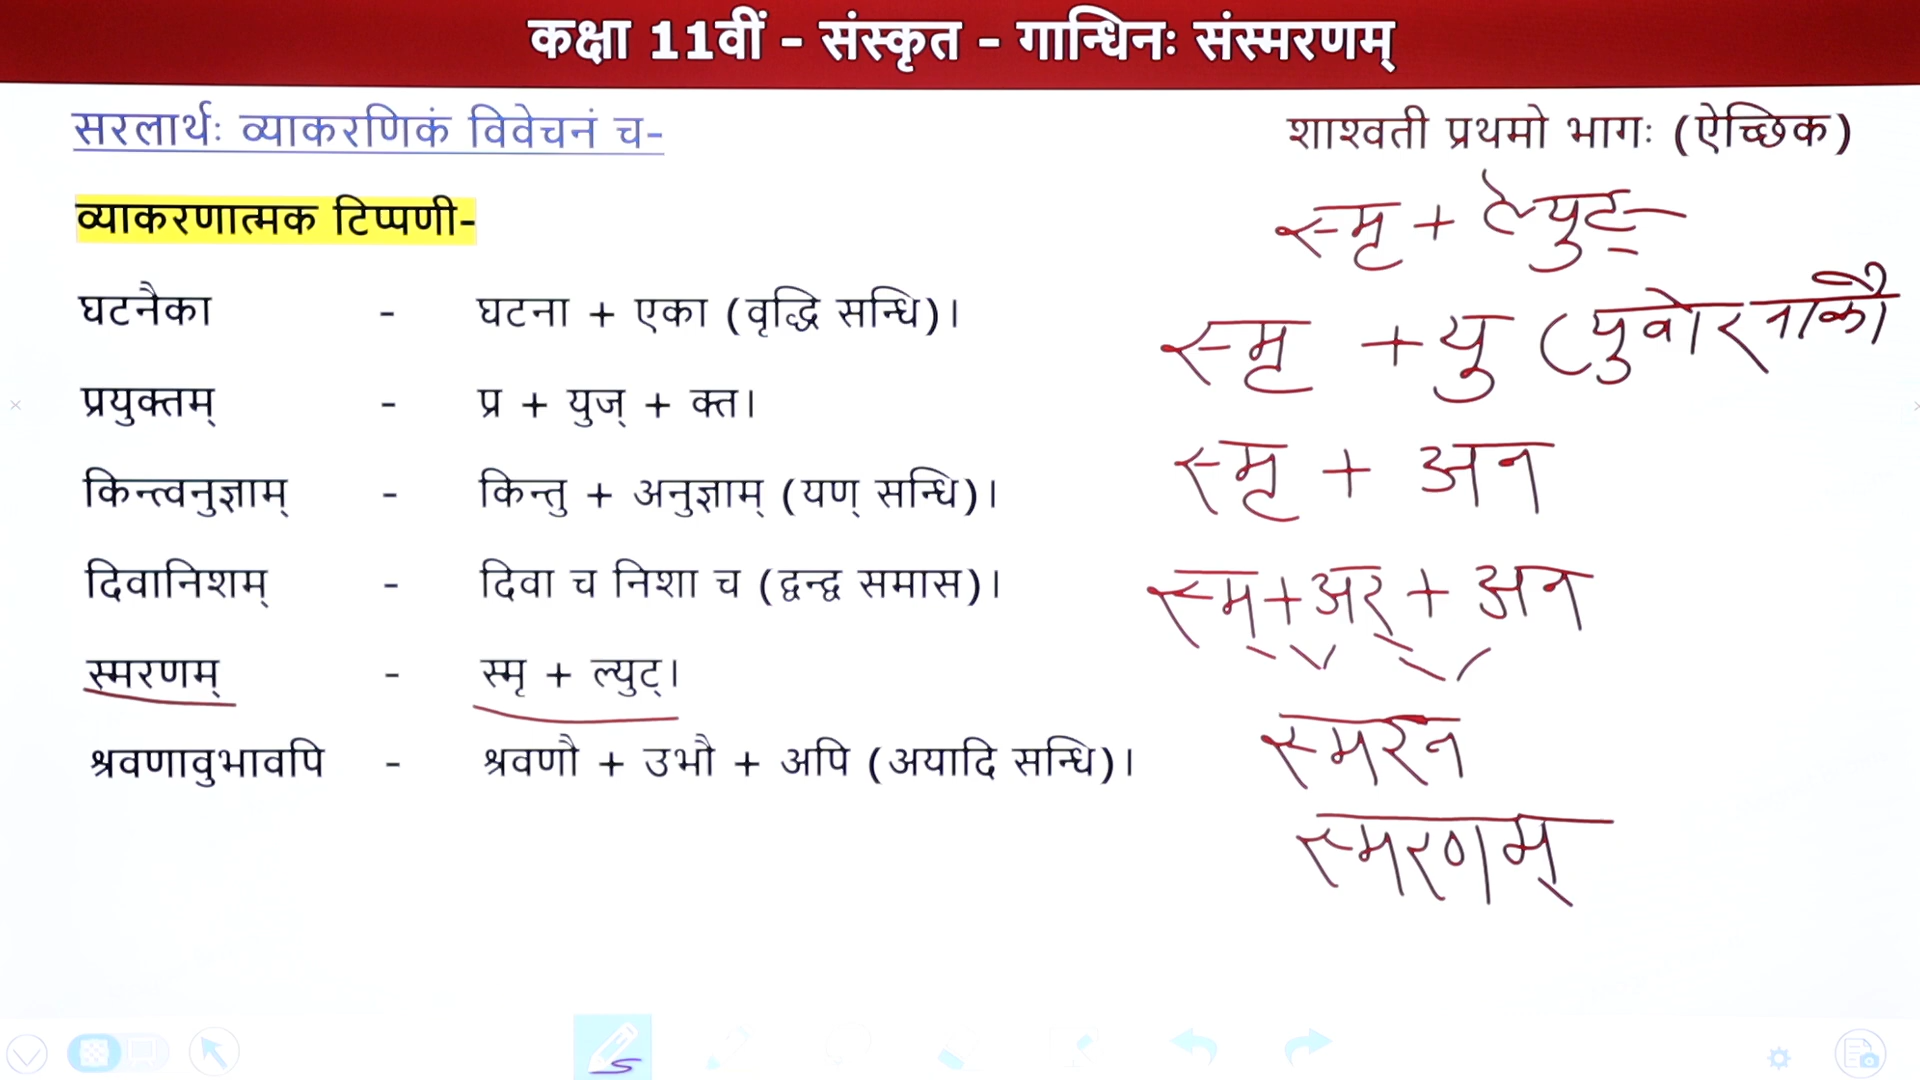 कक्षा 11वीं - संस्कृत - गान्धिनः संस्मरणम्
सरलार्थः व्याकरणिकं विवेचनं च-
शाश्वती प्रथमो भागः (ऐच्छिक)
व्याकरणात्मक टिप्पणी-
घटनैका - घटना + एका (वृद्धि सन्धि)।
प्रयुक्तम् - प्र + युज् + क्त।
किन्त्वनुज्ञाम् - किन्तु + अनुज्ञाम् (यण् सन्धि)।
दिवानिशम् - दिवा च निशा च (द्वन्द्व समास)।
स्मरणम् - स्मृ + ल्युट्।
श्रवणावुभावपि - श्रवणौ + उभौ + अपि (अयादि सन्धि)।
स्मृ + ल्युट्
स्मृ + यु (युवोरनाकौ
स्मृ + अन
स्म् + अर् + अन
स्मरन
स्मरणम्